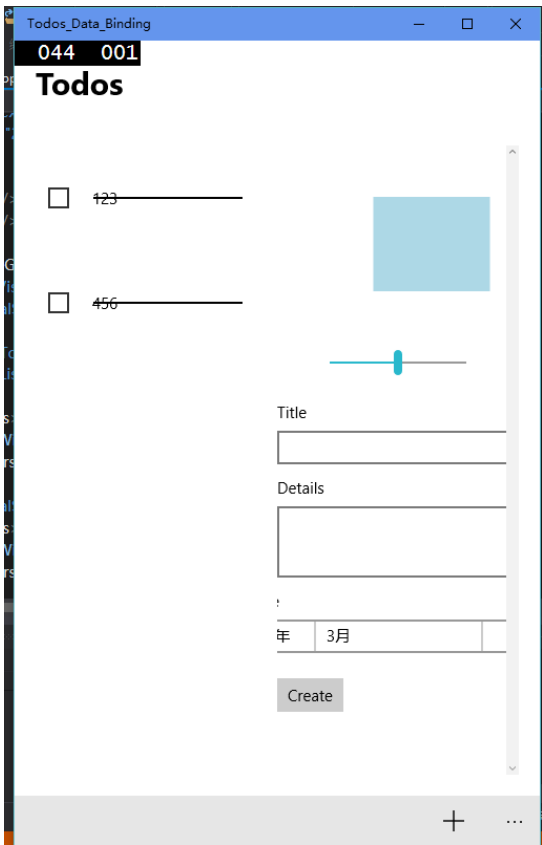 Todos_Data_Binding
044 001
Todos
123
456
Title
Details
年 3月
Create